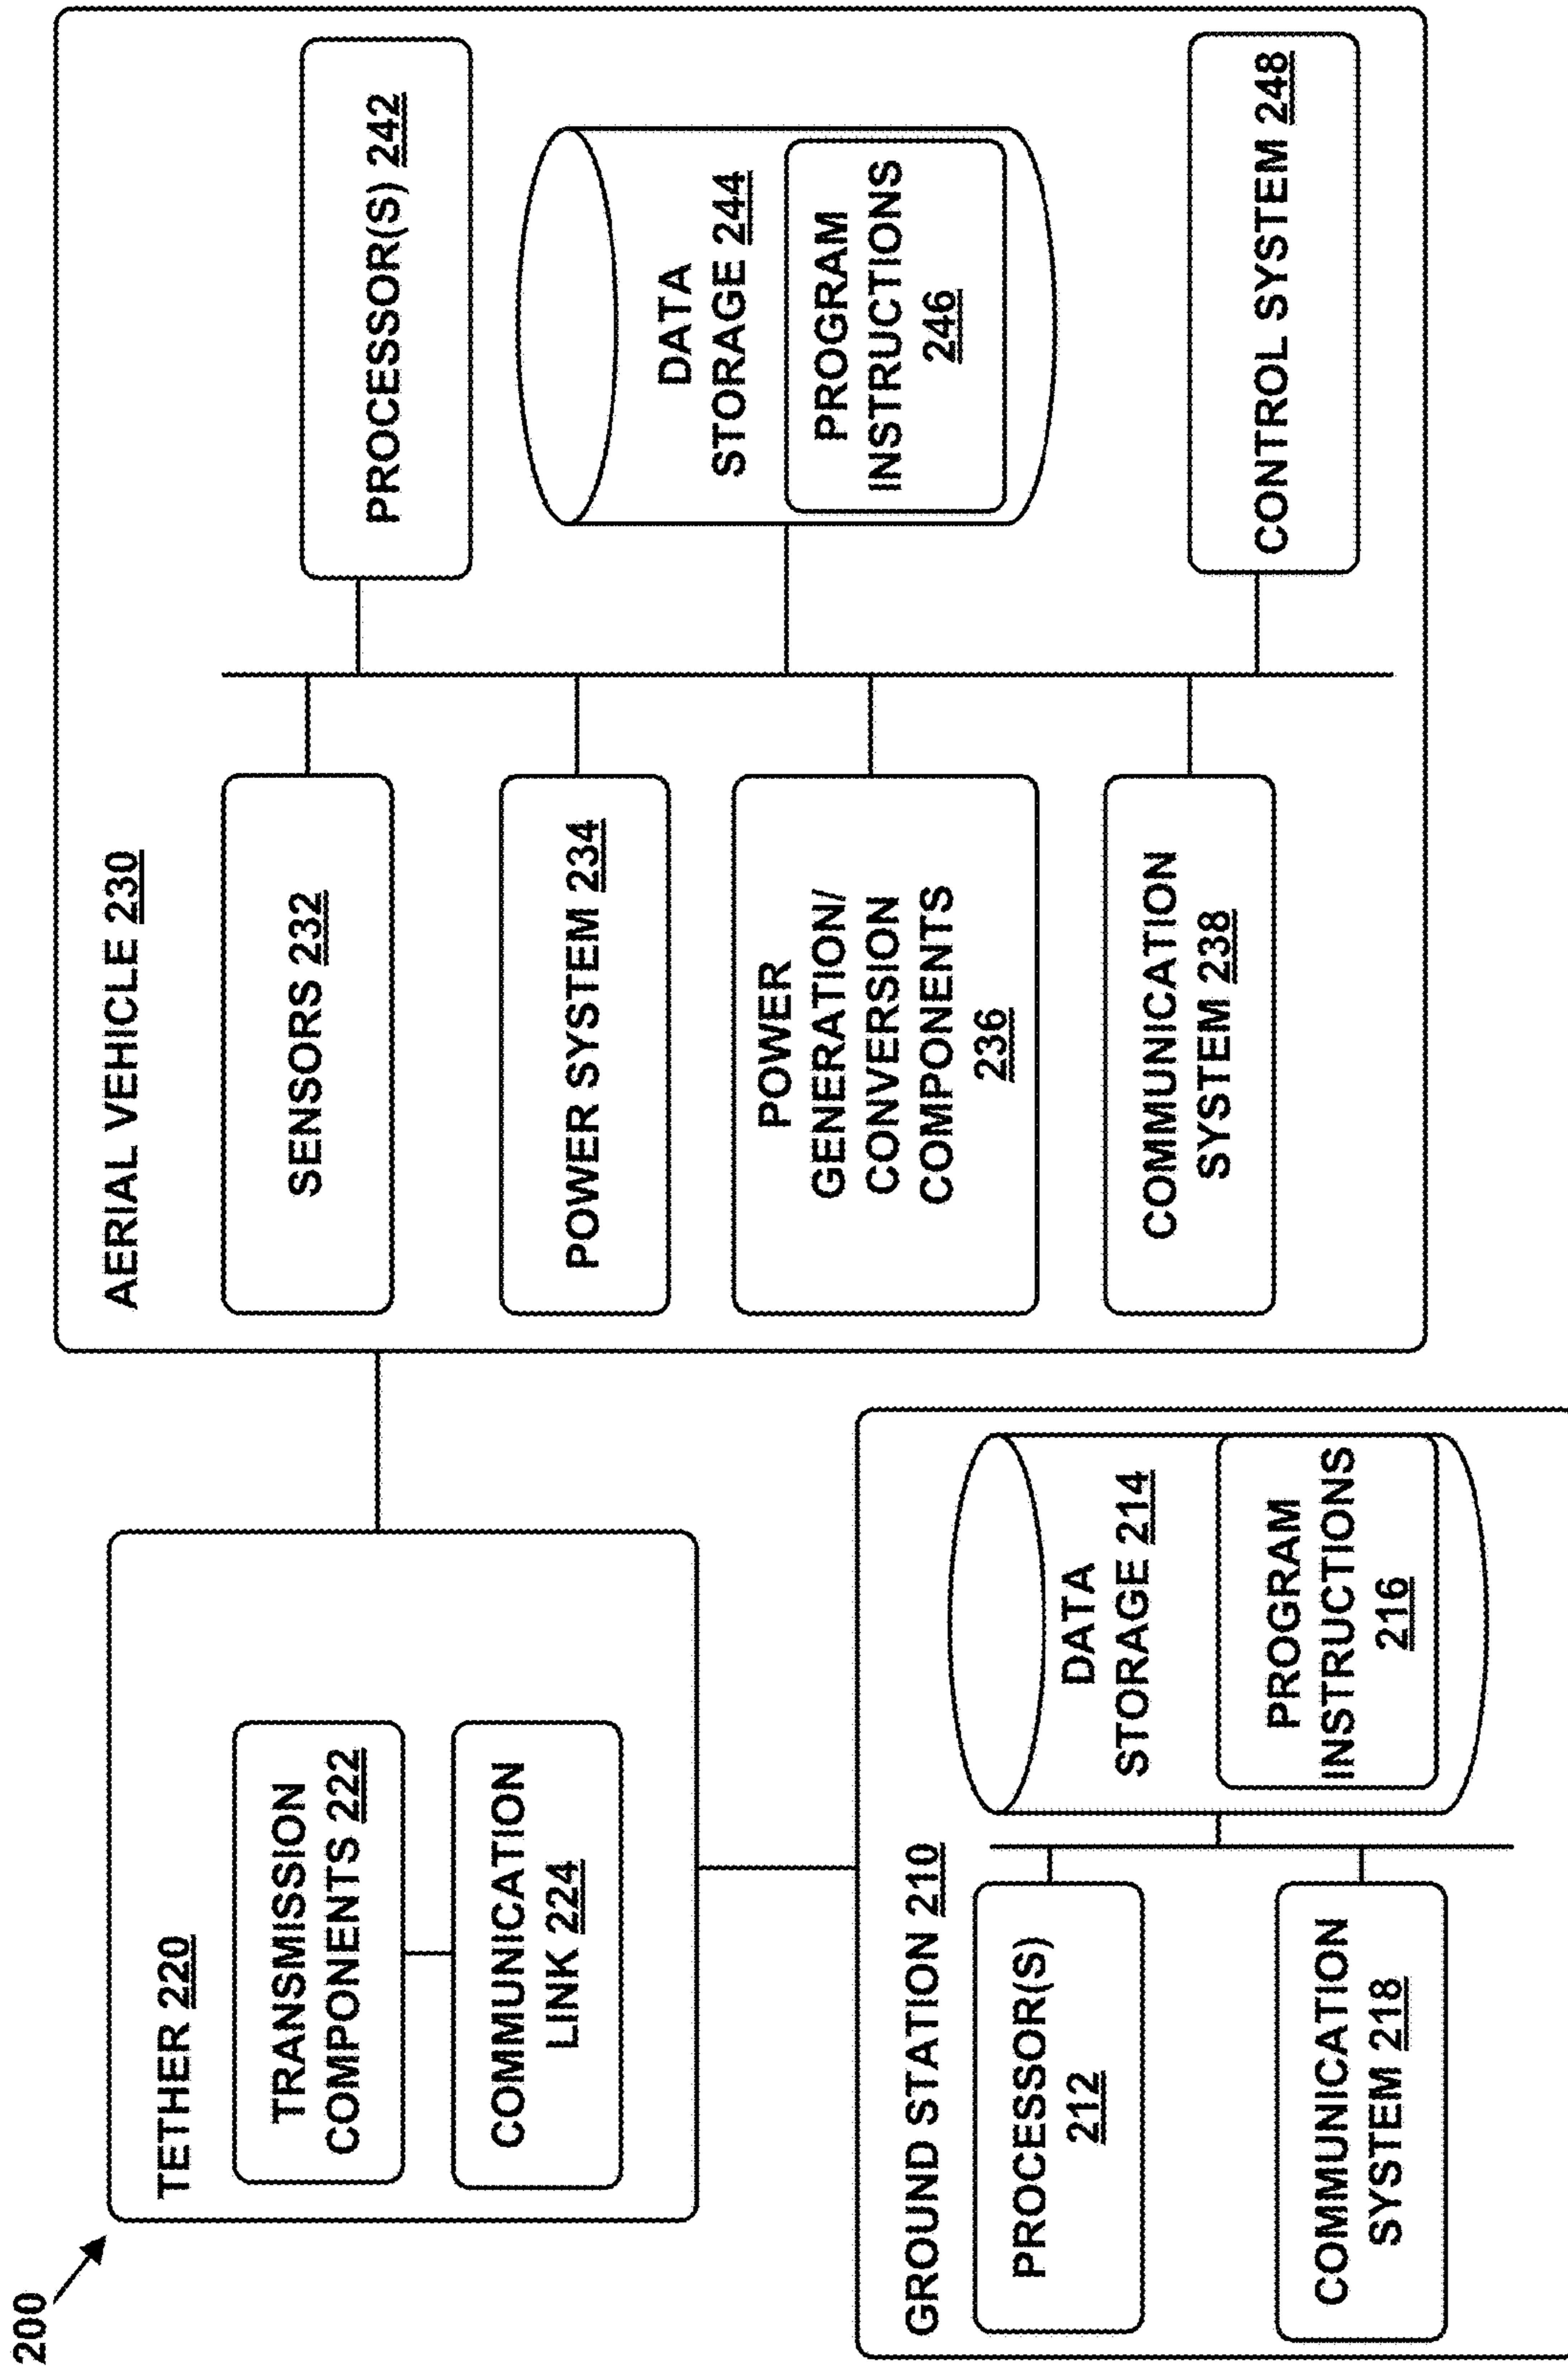 200
TETHER 220
TRANSMISSION
COMPONENTS 222
COMMUNICATION
LINK 224
GROUND STATION 210
PROCESSOR(S)
212
COMMUNICATION
SYSTEM 218
DATA
STORAGE 214
PROGRAM
INSTRUCTIONS
216
AERIAL VEHICLE 230
SENSORS 232
POWER SYSTEM 234
POWER
GENERATION/
CONVERSION
COMPONENTS
236
COMMUNICATION
SYSTEM 238
PROCESSOR(S) 242
DATA
STORAGE 244
PROGRAM
INSTRUCTIONS
246
CONTROL SYSTEM 248